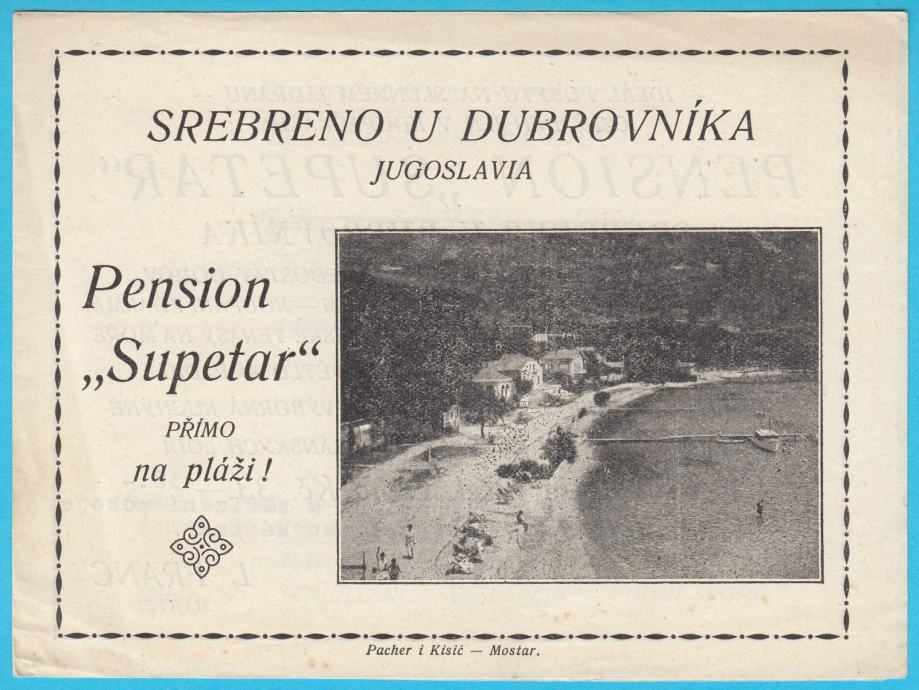 SREBRENO U DUBROVNÍKA
JUGOSLAVIA
Pension
„Supetar“
PŘÍMO
na pláži!
Pacher i Kisić — Mostar.